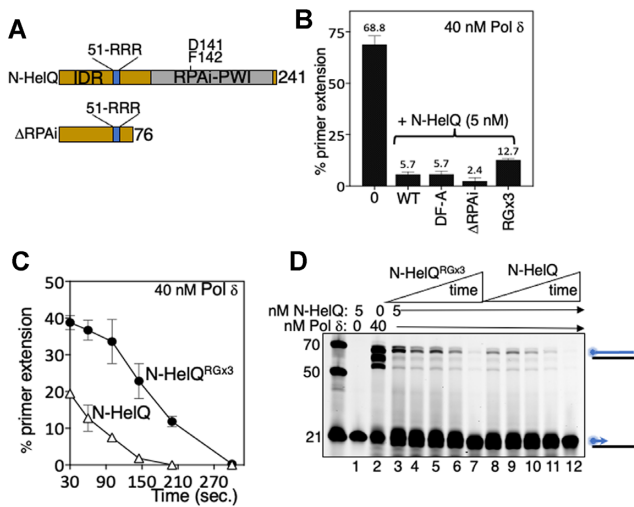 A
D141
F142
51-RRR
N-HelQ IDR RPAi-PWI 241
51-RRR
ΔRPAi 76
B
40 nM Pol δ
% primer extension
75
50
25
0
68.8
+ N-HelQ (5 nM)
5.7 5.7 2.4 12.7
0 WT DF-A ΔRPAi RGx3
C
40 nM Pol δ
% primer extension
50
40
30
20
10
0
N-HelQRGx3
N-HelQ
30 90 150 210 270
Time (sec.)
D
N-HelQRGx3 N-HelQ
time time
nM N-HelQ: 5 0 5
nM Pol δ: 0 40
70
50
21
1 2 3 4 5 6 7 8 9 10 11 12